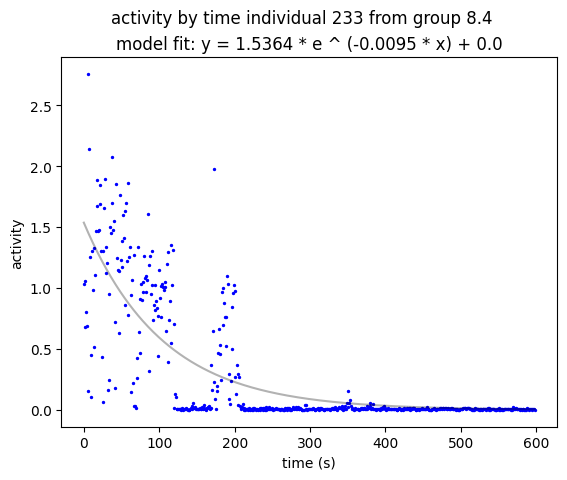 activity by time individual 233 from group 8.4
model fit: y = 1.5364 * e ^ (-0.0095 * x) + 0.0
activity
2.5
2.0
1.5
1.0
0.5
0.0
0 100 200 300 400 500 600
time (s)